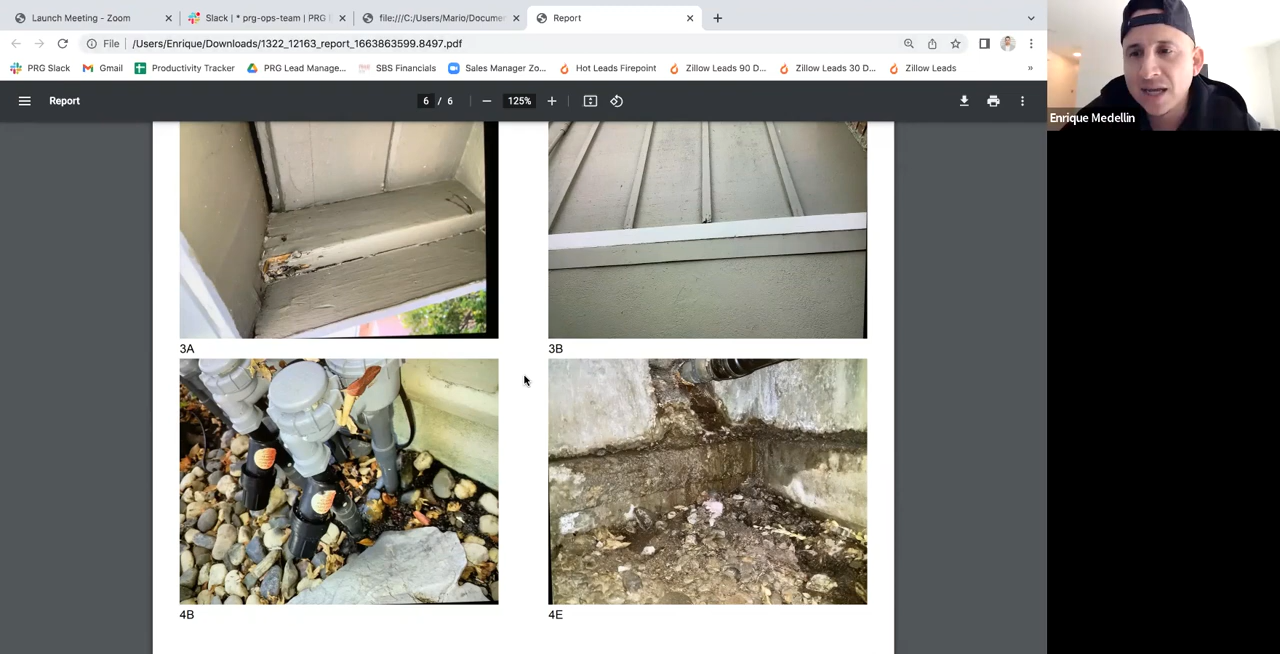 Launch Meeting - Zoom
Slack | * prg-ops-team | PRG
file:///C:/Users/Mario/Docume
Report
File
/Users/Enrique/Downloads/1322_12163_report_1663863599.8497.pdf
PRG Slack
Gmail
Productivity Tracker
PRG Lead Manage...
SBS Financials
Sales Manager Zo...
Hot Leads Firepoint
Zillow Leads 90 D...
Zillow Leads 30 D...
Zillow Leads
»
Report
6 / 6
125%
Enrique Medellin
3A
3B
4B
4E